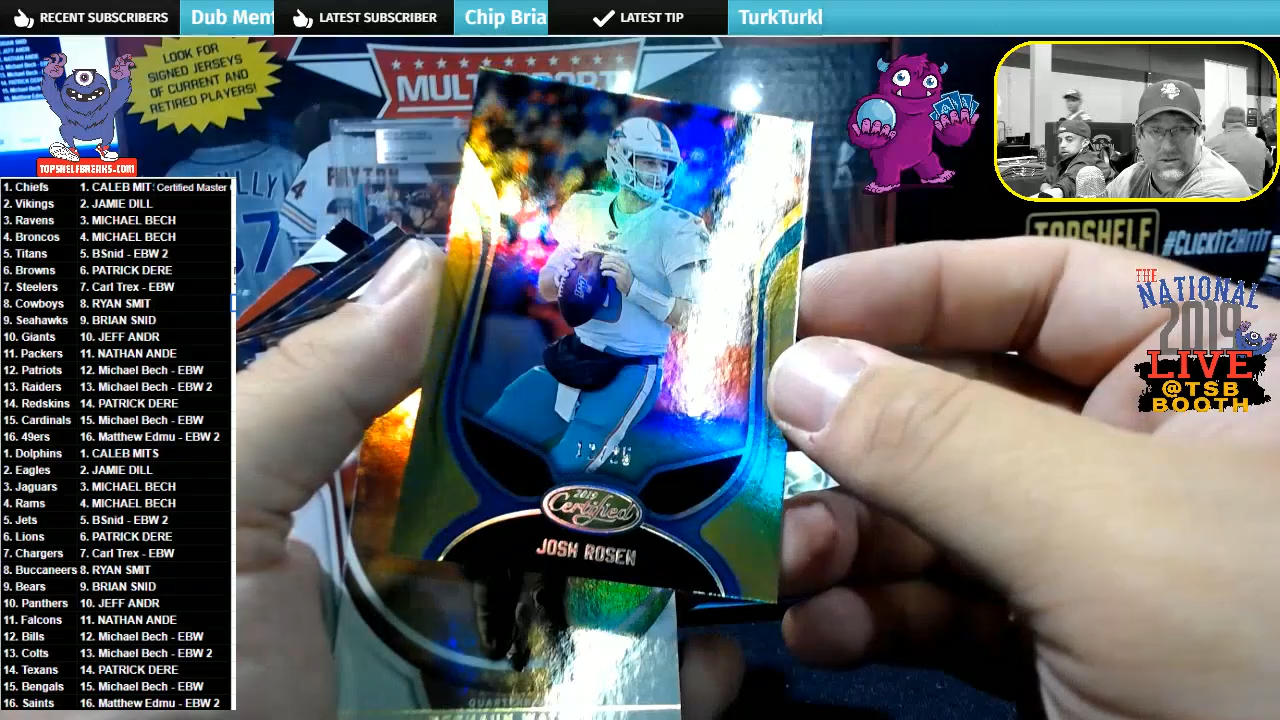 RECENT SUBSCRIBERS
Dub Ment
LATEST SUBSCRIBER
Chip Bria
LATEST TIP
TurkTurkl
LOOK FOR
SIGNED JERSEYS
OF CURRENT AND
RETIRED PLAYERS!
TOPSHELFBREAKS.COM
1. Chiefs 1. CALEB MIT: Certified Master
2. Vikings 2. JAMIE DILL
3. Ravens 3. MICHAEL BECH
4. Broncos 4. MICHAEL BECH
5. Titans 5. BSnid - EBW 2
6. Browns 6. PATRICK DERE
7. Steelers 7. Carl Trex - EBW
8. Cowboys 8. RYAN SMIT
9. Seahawks 9. BRIAN SNID
10. Giants 10. JEFF ANDR
11. Packers 11. NATHAN ANDE
12. Patriots 12. Michael Bech - EBW
13. Raiders 13. Michael Bech - EBW 2
14. Redskins 14. PATRICK DERE
15. Cardinals 15. Michael Bech - EBW
16. 49ers 16. Matthew Edmu - EBW 2
1. Dolphins 1. CALEB MITS
2. Eagles 2. JAMIE DILL
3. Jaguars 3. MICHAEL BECH
4. Rams 4. MICHAEL BECH
5. Jets 5. BSnid - EBW 2
6. Lions 6. PATRICK DERE
7. Chargers 7. Carl Trex - EBW
8. Buccaneers 8. RYAN SMIT
9. Bears 9. BRIAN SNID
10. Panthers 10. JEFF ANDR
11. Falcons 11. NATHAN ANDE
12. Bills 12. Michael Bech - EBW
13. Colts 13. Michael Bech - EBW 2
14. Texans 14. PATRICK DERE
15. Bengals 15. Michael Bech - EBW
16. Saints 16. Matthew Edmu - EBW 2
2019
Certified
JOSH ROSEN
TOPSHELF
#CLICKIT2HITIT
THE
NATIONAL
2019
LIVE
@TSB
BOOTH